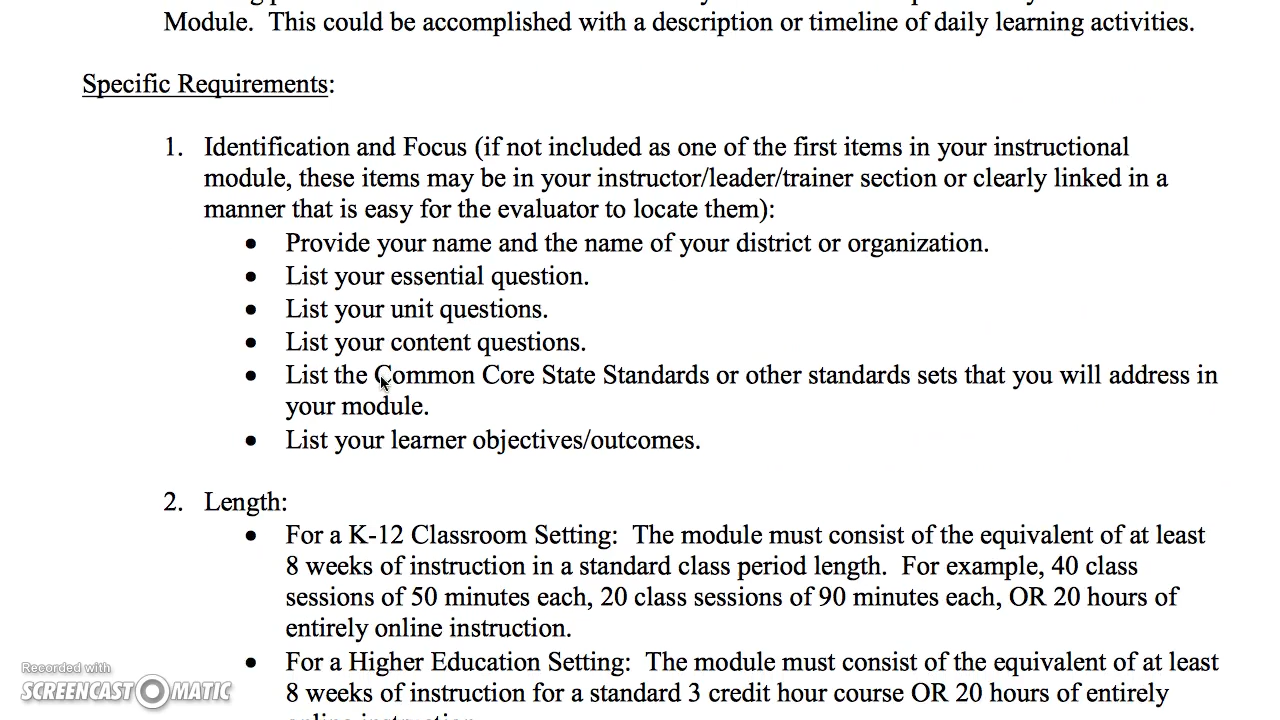 Module.  This could be accomplished with a description or timeline of daily learning activities.
Specific Requirements:
1. Identification and Focus (if not included as one of the first items in your instructional
module, these items may be in your instructor/leader/trainer section or clearly linked in a
manner that is easy for the evaluator to locate them):
• Provide your name and the name of your district or organization.
• List your essential question.
• List your unit questions.
• List your content questions.
• List the Common Core State Standards or other standards sets that you will address in
your module.
• List your learner objectives/outcomes.
2. Length:
• For a K-12 Classroom Setting:  The module must consist of the equivalent of at least
8 weeks of instruction in a standard class period length.  For example, 40 class
sessions of 50 minutes each, 20 class sessions of 90 minutes each, OR 20 hours of
entirely online instruction.
• For a Higher Education Setting:  The module must consist of the equivalent of at least
8 weeks of instruction for a standard 3 credit hour course OR 20 hours of entirely
Recorded with
SCREENCAST O MATIC